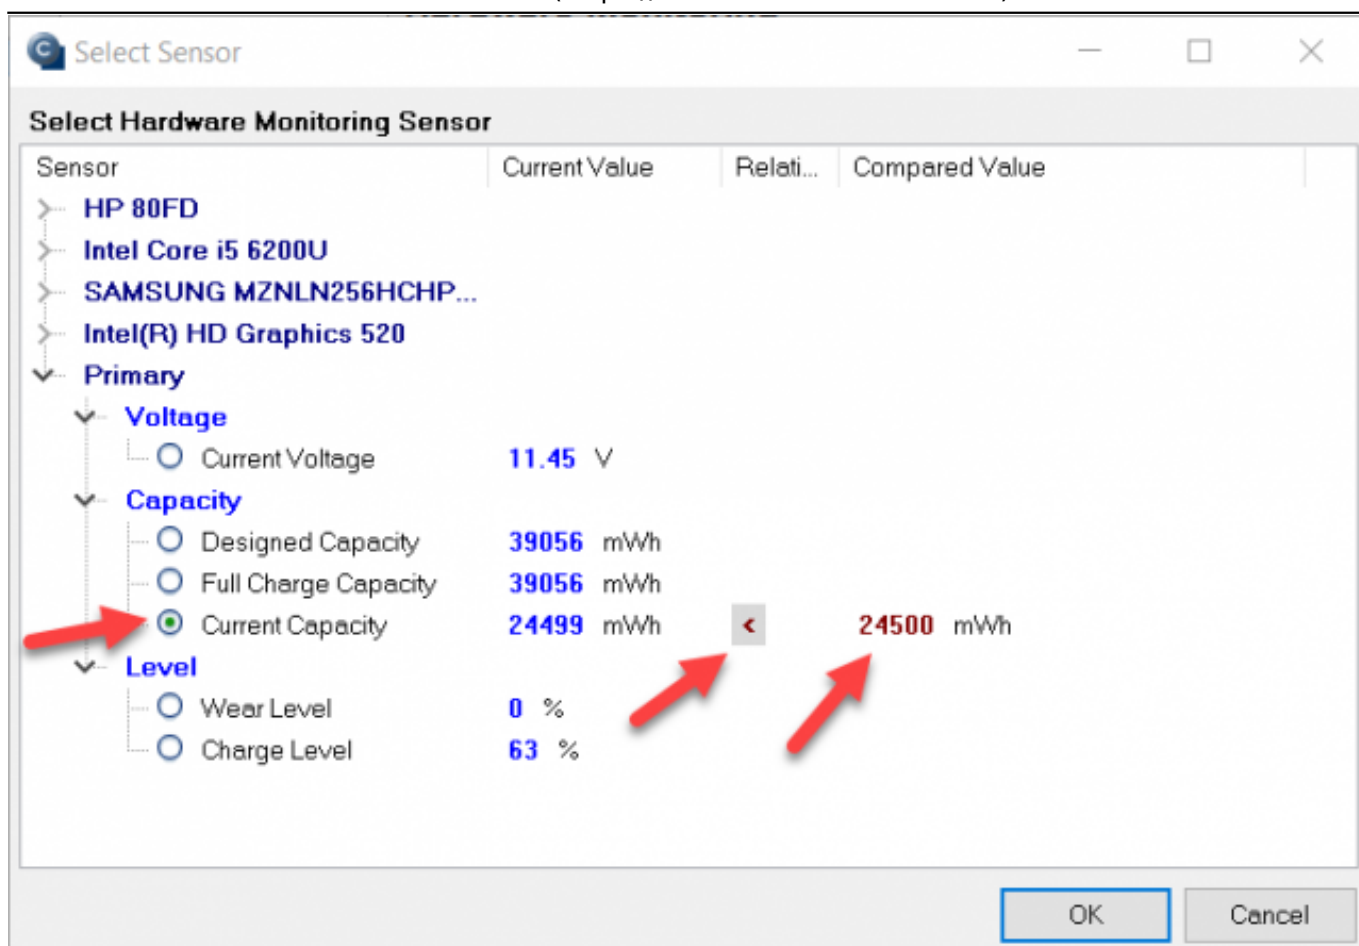 Select Sensor
Select Hardware Monitoring Sensor
Sensor Current Value Relati... Compared Value
HP 80FD
Intel Core i5 6200U
SAMSUNG MZNLN256HCHP...
Intel(R) HD Graphics 520
Primary
Voltage
Current Voltage 11.45 V
Capacity
Designed Capacity 39056 mWh
Full Charge Capacity 39056 mWh
Current Capacity 24499 mWh < 24500 mWh
Level
Wear Level 0 %
Charge Level 63 %
OK Cancel